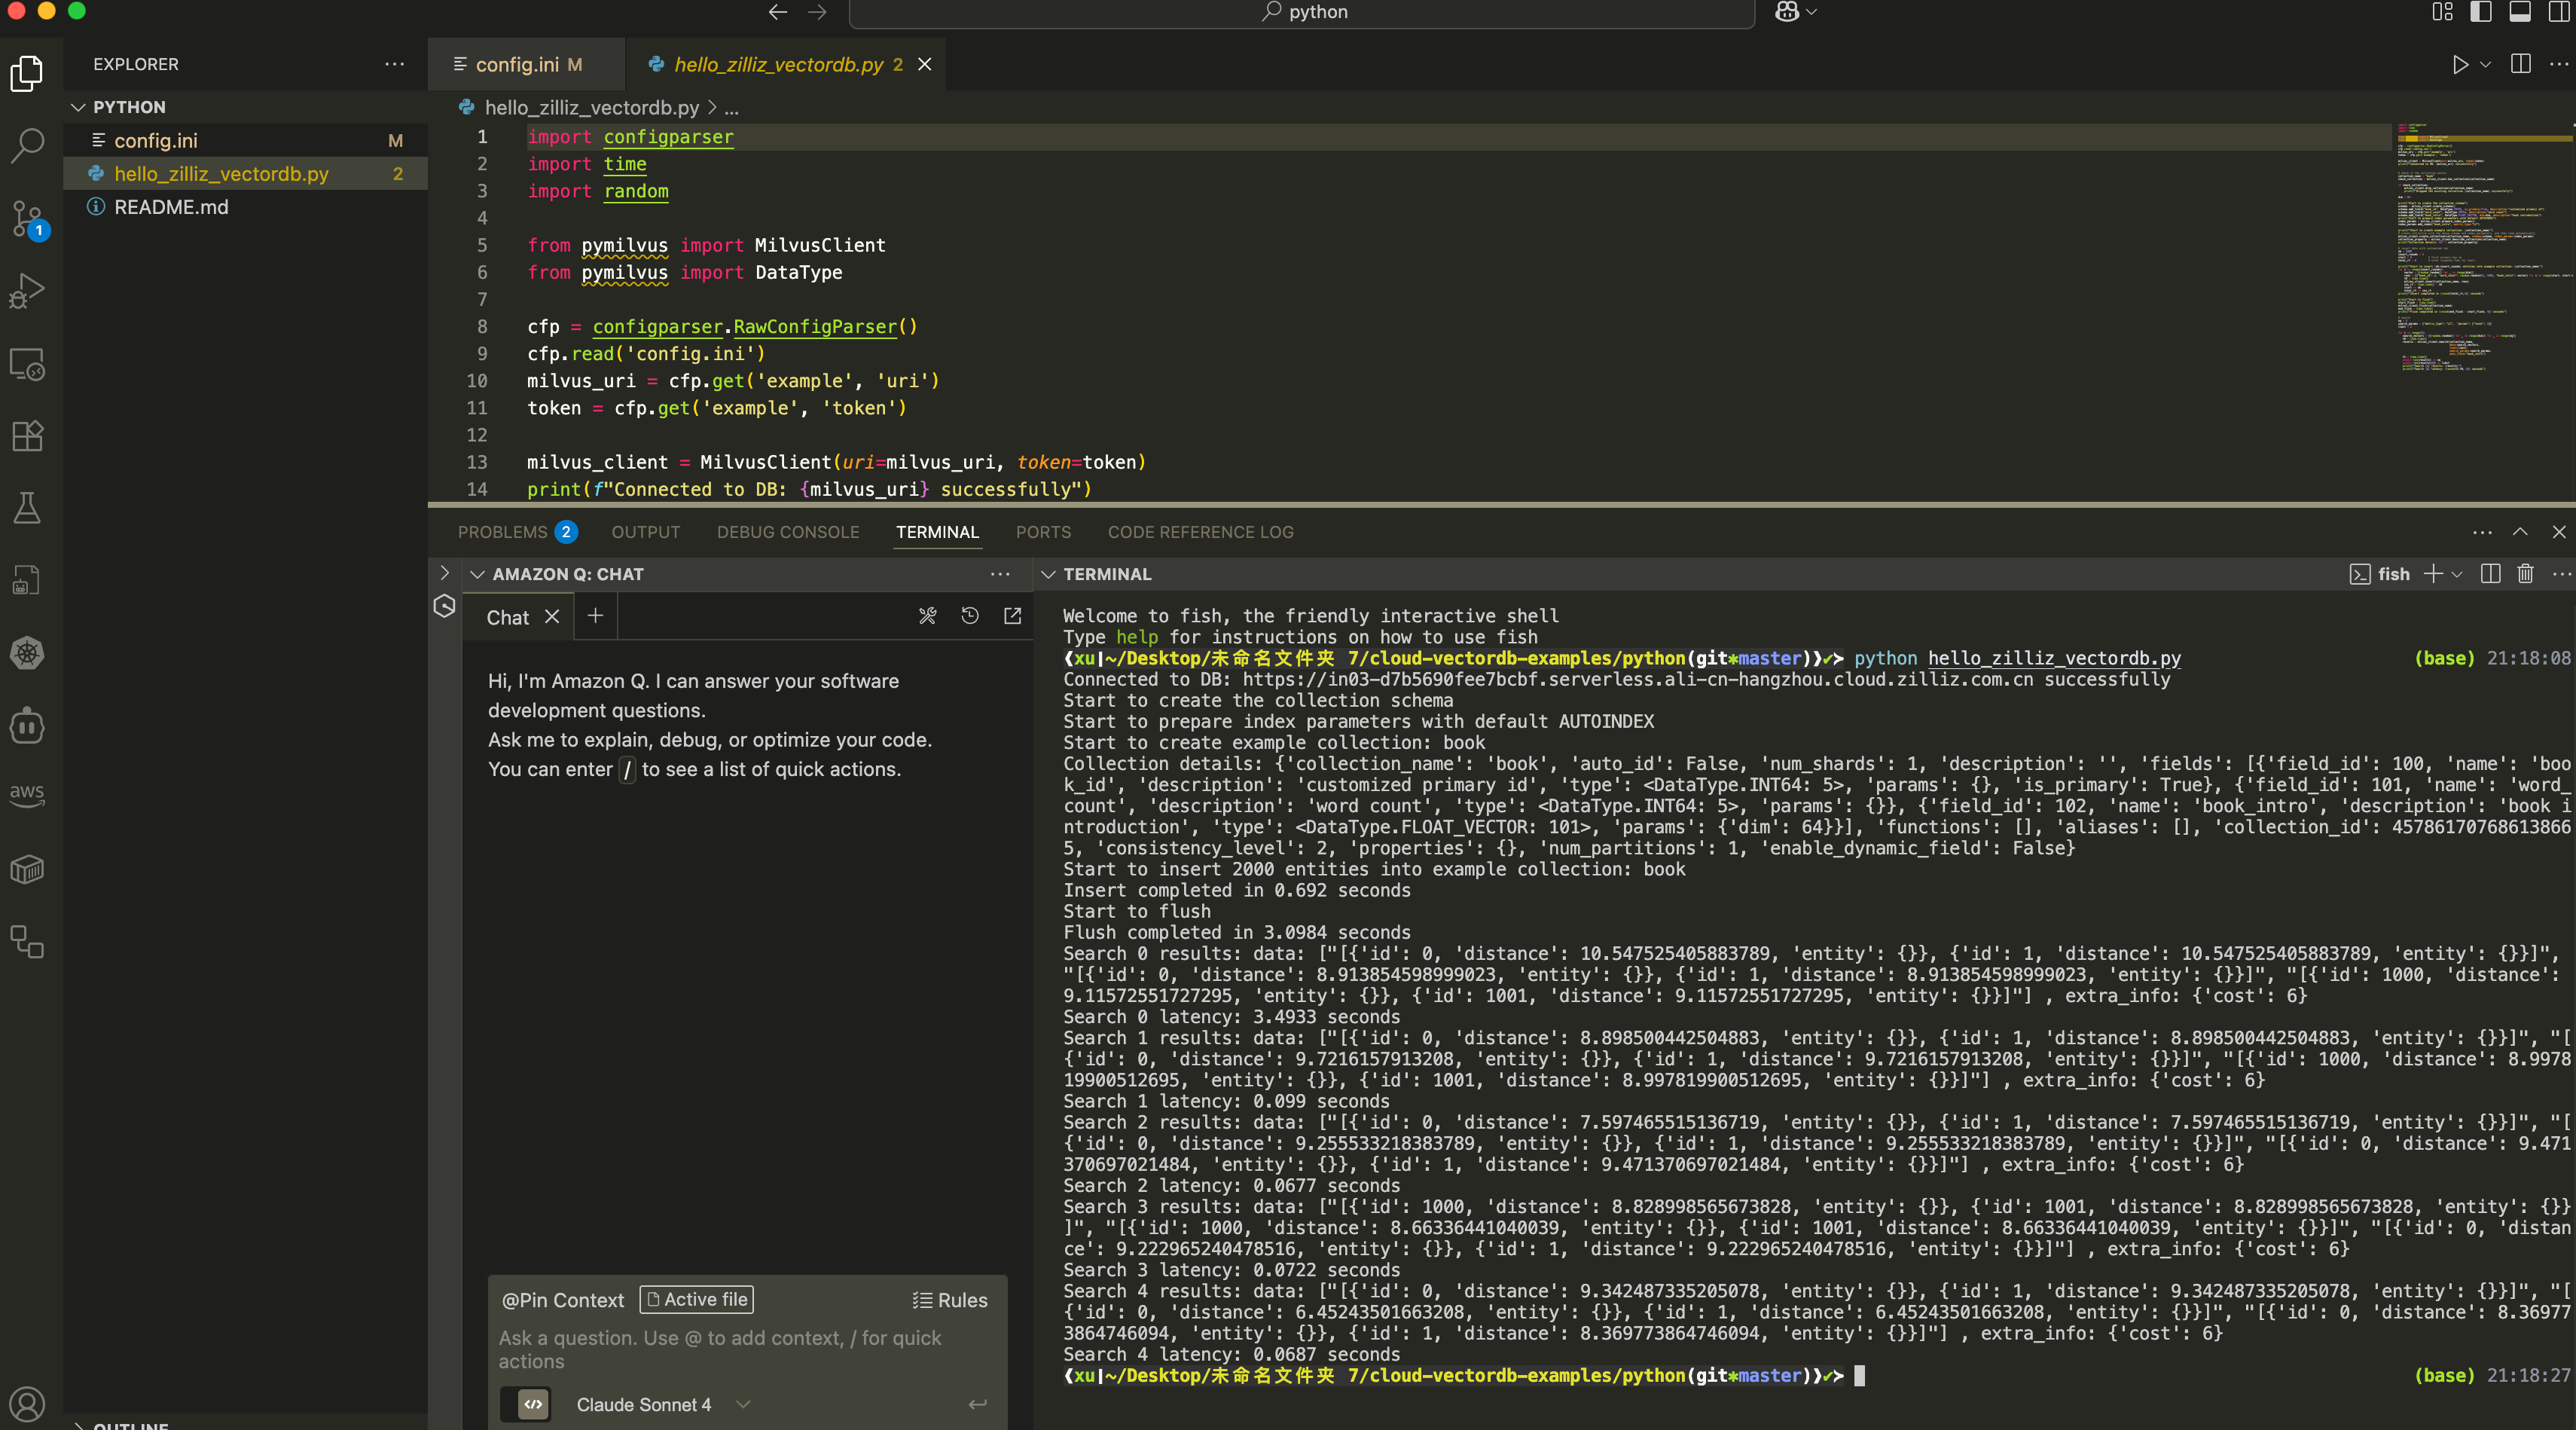 python
EXPLORER
PYTHON
config.ini M
hello_zilliz_vectordb.py 2
README.md
1
aws
OUTLINE
config.ini M
hello_zilliz_vectordb.py 2
hello_zilliz_vectordb.py > ...
1 import configparser
2 import time
3 import random
4
5 from pymilvus import MilvusClient
6 from pymilvus import DataType
7
8 cfp = configparser.RawConfigParser()
9 cfp.read('config.ini')
10 milvus_uri = cfp.get('example', 'uri')
11 token = cfp.get('example', 'token')
12
13 milvus_client = MilvusClient(uri=milvus_uri, token=token)
14 print(f"Connected to DB: {milvus_uri} successfully")
PROBLEMS 2 OUTPUT DEBUG CONSOLE TERMINAL PORTS CODE REFERENCE LOG
AMAZON Q: CHAT
Chat
Hi, I'm Amazon Q. I can answer your software
development questions.
Ask me to explain, debug, or optimize your code.
You can enter / to see a list of quick actions.
@Pin Context Active file Rules
Ask a question. Use @ to add context, / for quick
actions
Claude Sonnet 4
TERMINAL
fish
Welcome to fish, the friendly interactive shell
Type help for instructions on how to use fish
❰xu|~/Desktop/未命名文件夹 7/cloud-vectordb-examples/python(git✱master)❱✔≻ python hello_zilliz_vectordb.py (base) 21:18:08
Connected to DB: https://in03-d7b5690fee7bcbf.serverless.ali-cn-hangzhou.cloud.zilliz.com.cn successfully
Start to create the collection schema
Start to prepare index parameters with default AUTOINDEX
Start to create example collection: book
Collection details: {'collection_name': 'book', 'auto_id': False, 'num_shards': 1, 'description': '', 'fields': [{'field_id': 100, 'name': 'boo
k_id', 'description': 'customized primary id', 'type': <DataType.INT64: 5>, 'params': {}, 'is_primary': True}, {'field_id': 101, 'name': 'word_
count', 'description': 'word count', 'type': <DataType.INT64: 5>, 'params': {}}, {'field_id': 102, 'name': 'book_intro', 'description': 'book i
ntroduction', 'type': <DataType.FLOAT_VECTOR: 101>, 'params': {'dim': 64}}], 'functions': [], 'aliases': [], 'collection_id': 45786170768613866
5, 'consistency_level': 2, 'properties': {}, 'num_partitions': 1, 'enable_dynamic_field': False}
Start to insert 2000 entities into example collection: book
Insert completed in 0.692 seconds
Start to flush
Flush completed in 3.0984 seconds
Search 0 results: data: ["[{'id': 0, 'distance': 10.547525405883789, 'entity': {}}, {'id': 1, 'distance': 10.547525405883789, 'entity': {}}]",
"[{'id': 0, 'distance': 8.913854598999023, 'entity': {}}, {'id': 1, 'distance': 8.913854598999023, 'entity': {}}]", "[{'id': 1000, 'distance':
9.11572551727295, 'entity': {}}, {'id': 1001, 'distance': 9.11572551727295, 'entity': {}}]"] , extra_info: {'cost': 6}
Search 0 latency: 3.4933 seconds
Search 1 results: data: ["[{'id': 0, 'distance': 8.898500442504883, 'entity': {}}, {'id': 1, 'distance': 8.898500442504883, 'entity': {}}]", "[
{'id': 0, 'distance': 9.7216157913208, 'entity': {}}, {'id': 1, 'distance': 9.7216157913208, 'entity': {}}]", "[{'id': 1000, 'distance': 8.9978
19900512695, 'entity': {}}, {'id': 1001, 'distance': 8.997819900512695, 'entity': {}}]"] , extra_info: {'cost': 6}
Search 1 latency: 0.099 seconds
Search 2 results: data: ["[{'id': 0, 'distance': 7.597465515136719, 'entity': {}}, {'id': 1, 'distance': 7.597465515136719, 'entity': {}}]", "[
{'id': 0, 'distance': 9.255533218383789, 'entity': {}}, {'id': 1, 'distance': 9.255533218383789, 'entity': {}}]", "[{'id': 0, 'distance': 9.471
370697021484, 'entity': {}}, {'id': 1, 'distance': 9.471370697021484, 'entity': {}}]"] , extra_info: {'cost': 6}
Search 2 latency: 0.0677 seconds
Search 3 results: data: ["[{'id': 1000, 'distance': 8.828998565673828, 'entity': {}}, {'id': 1001, 'distance': 8.828998565673828, 'entity': {}}
]", "[{'id': 1000, 'distance': 8.66336441040039, 'entity': {}}, {'id': 1001, 'distance': 8.66336441040039, 'entity': {}}]", "[{'id': 0, 'distan
ce': 9.222965240478516, 'entity': {}}, {'id': 1, 'distance': 9.222965240478516, 'entity': {}}]"] , extra_info: {'cost': 6}
Search 3 latency: 0.0722 seconds
Search 4 results: data: ["[{'id': 0, 'distance': 9.342487335205078, 'entity': {}}, {'id': 1, 'distance': 9.342487335205078, 'entity': {}}]", "[
{'id': 0, 'distance': 6.45243501663208, 'entity': {}}, {'id': 1, 'distance': 6.45243501663208, 'entity': {}}]", "[{'id': 0, 'distance': 8.36977
3864746094, 'entity': {}}, {'id': 1, 'distance': 8.369773864746094, 'entity': {}}]"] , extra_info: {'cost': 6}
Search 4 latency: 0.0687 seconds
❰xu|~/Desktop/未命名文件夹 7/cloud-vectordb-examples/python(git✱master)❱✔≻ (base) 21:18:27